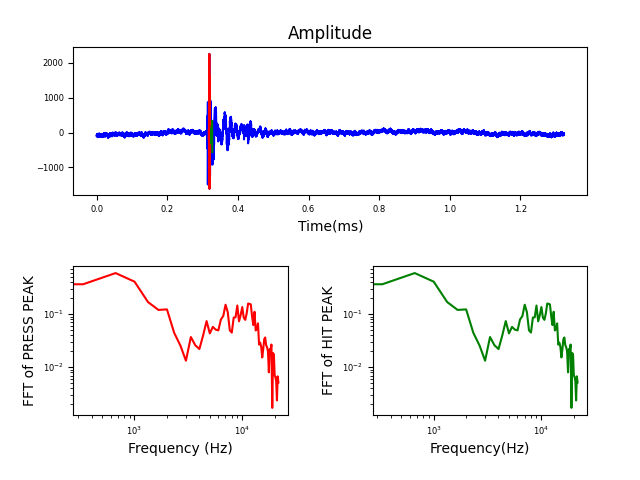 Amplitude
2000
1000
0
−1000
0.0 0.2 0.4 0.6 0.8 1.0 1.2
Time(ms)
FFT of PRESS PEAK
10⁻¹
10⁻²
10³ 10⁴
Frequency (Hz)
FFT of HIT PEAK
10⁻¹
10⁻²
10³ 10⁴
Frequency(Hz)